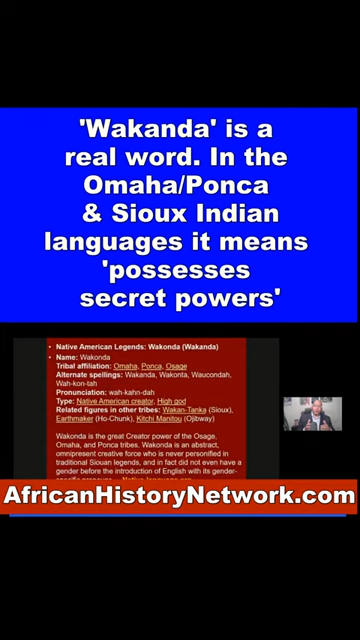 'Wakanda' is a
real word. In the
Omaha/Ponca
& Sioux Indian
languages it means
'possesses
secret powers'
• Native American Legends: Wakonda (Wakanda)
• Name: Wakonda
Tribal affiliation: Omaha, Ponca, Osage
Alternate spellings: Wakanda, Wakonta, Waucondah,
Wah-kon-tah
Pronunciation: wah-kahn-dah
Type: Native American creator, High god
Related figures in other tribes: Wakan-Tanka (Sioux),
Earthmaker (Ho-Chunk), Kitchi Manitou (Ojibway)
Wakonda is the great Creator power of the Osage,
Omaha, and Ponca tribes. Wakonda is an abstract,
omnipresent creative force who is never personified in
traditional Siouan legends, and in fact did not even have a
gender before the introduction of English with its gender-
AfricanHistoryNetwork.com